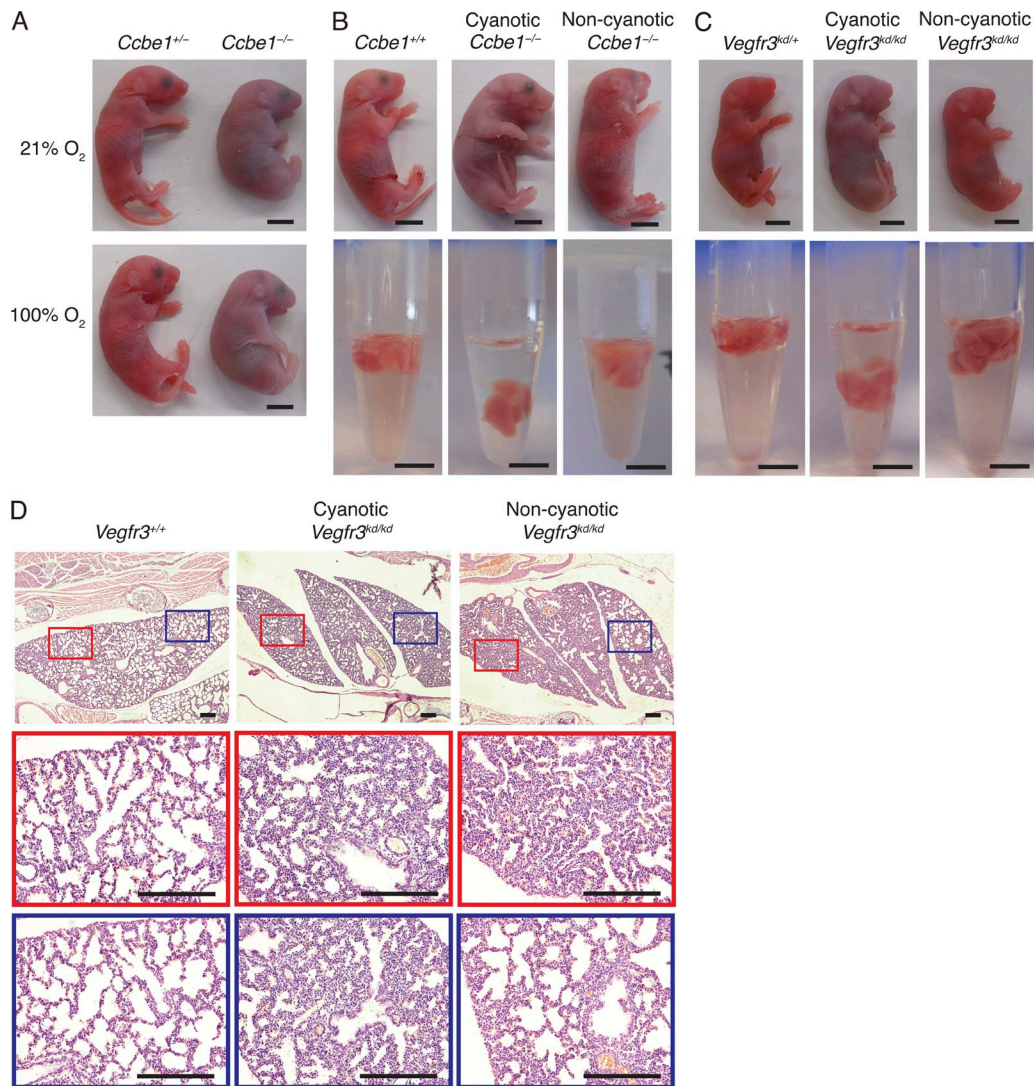 A
Ccbe1+/–
Ccbe1–/–
21% O2
100% O2
B
Ccbe1+/+
Cyanotic
Ccbe1–/–
Non-cyanotic
Ccbe1–/–
C
Vegfr3kd/+
Cyanotic
Vegfr3kd/kd
Non-cyanotic
Vegfr3kd/kd
D
Vegfr3+/+
Cyanotic
Vegfr3kd/kd
Non-cyanotic
Vegfr3kd/kd